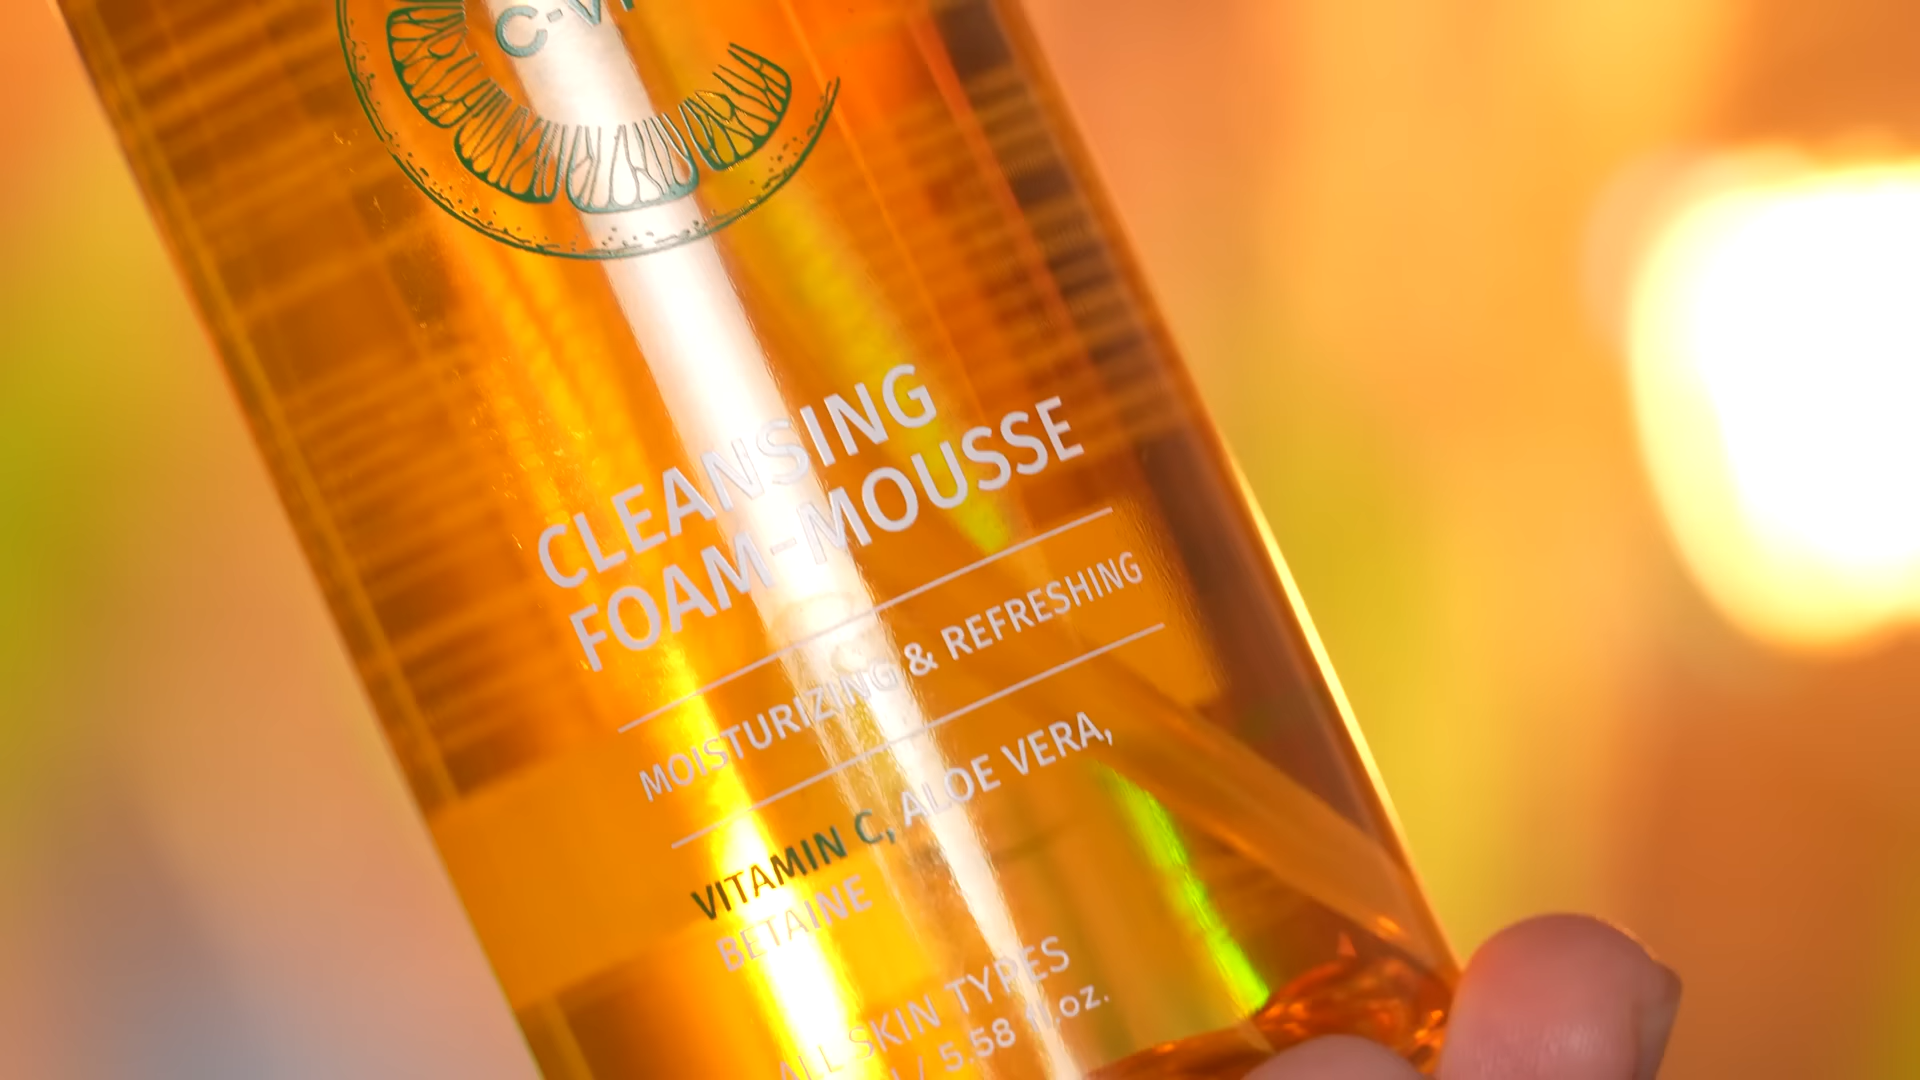 CLEANSING
FOAM-MOUSSE
MOISTURIZING & REFRESHING
VITAMIN C, ALOE VERA,
BETAINE
ALL SKIN TYPES
/ 5.58 fl.oz.